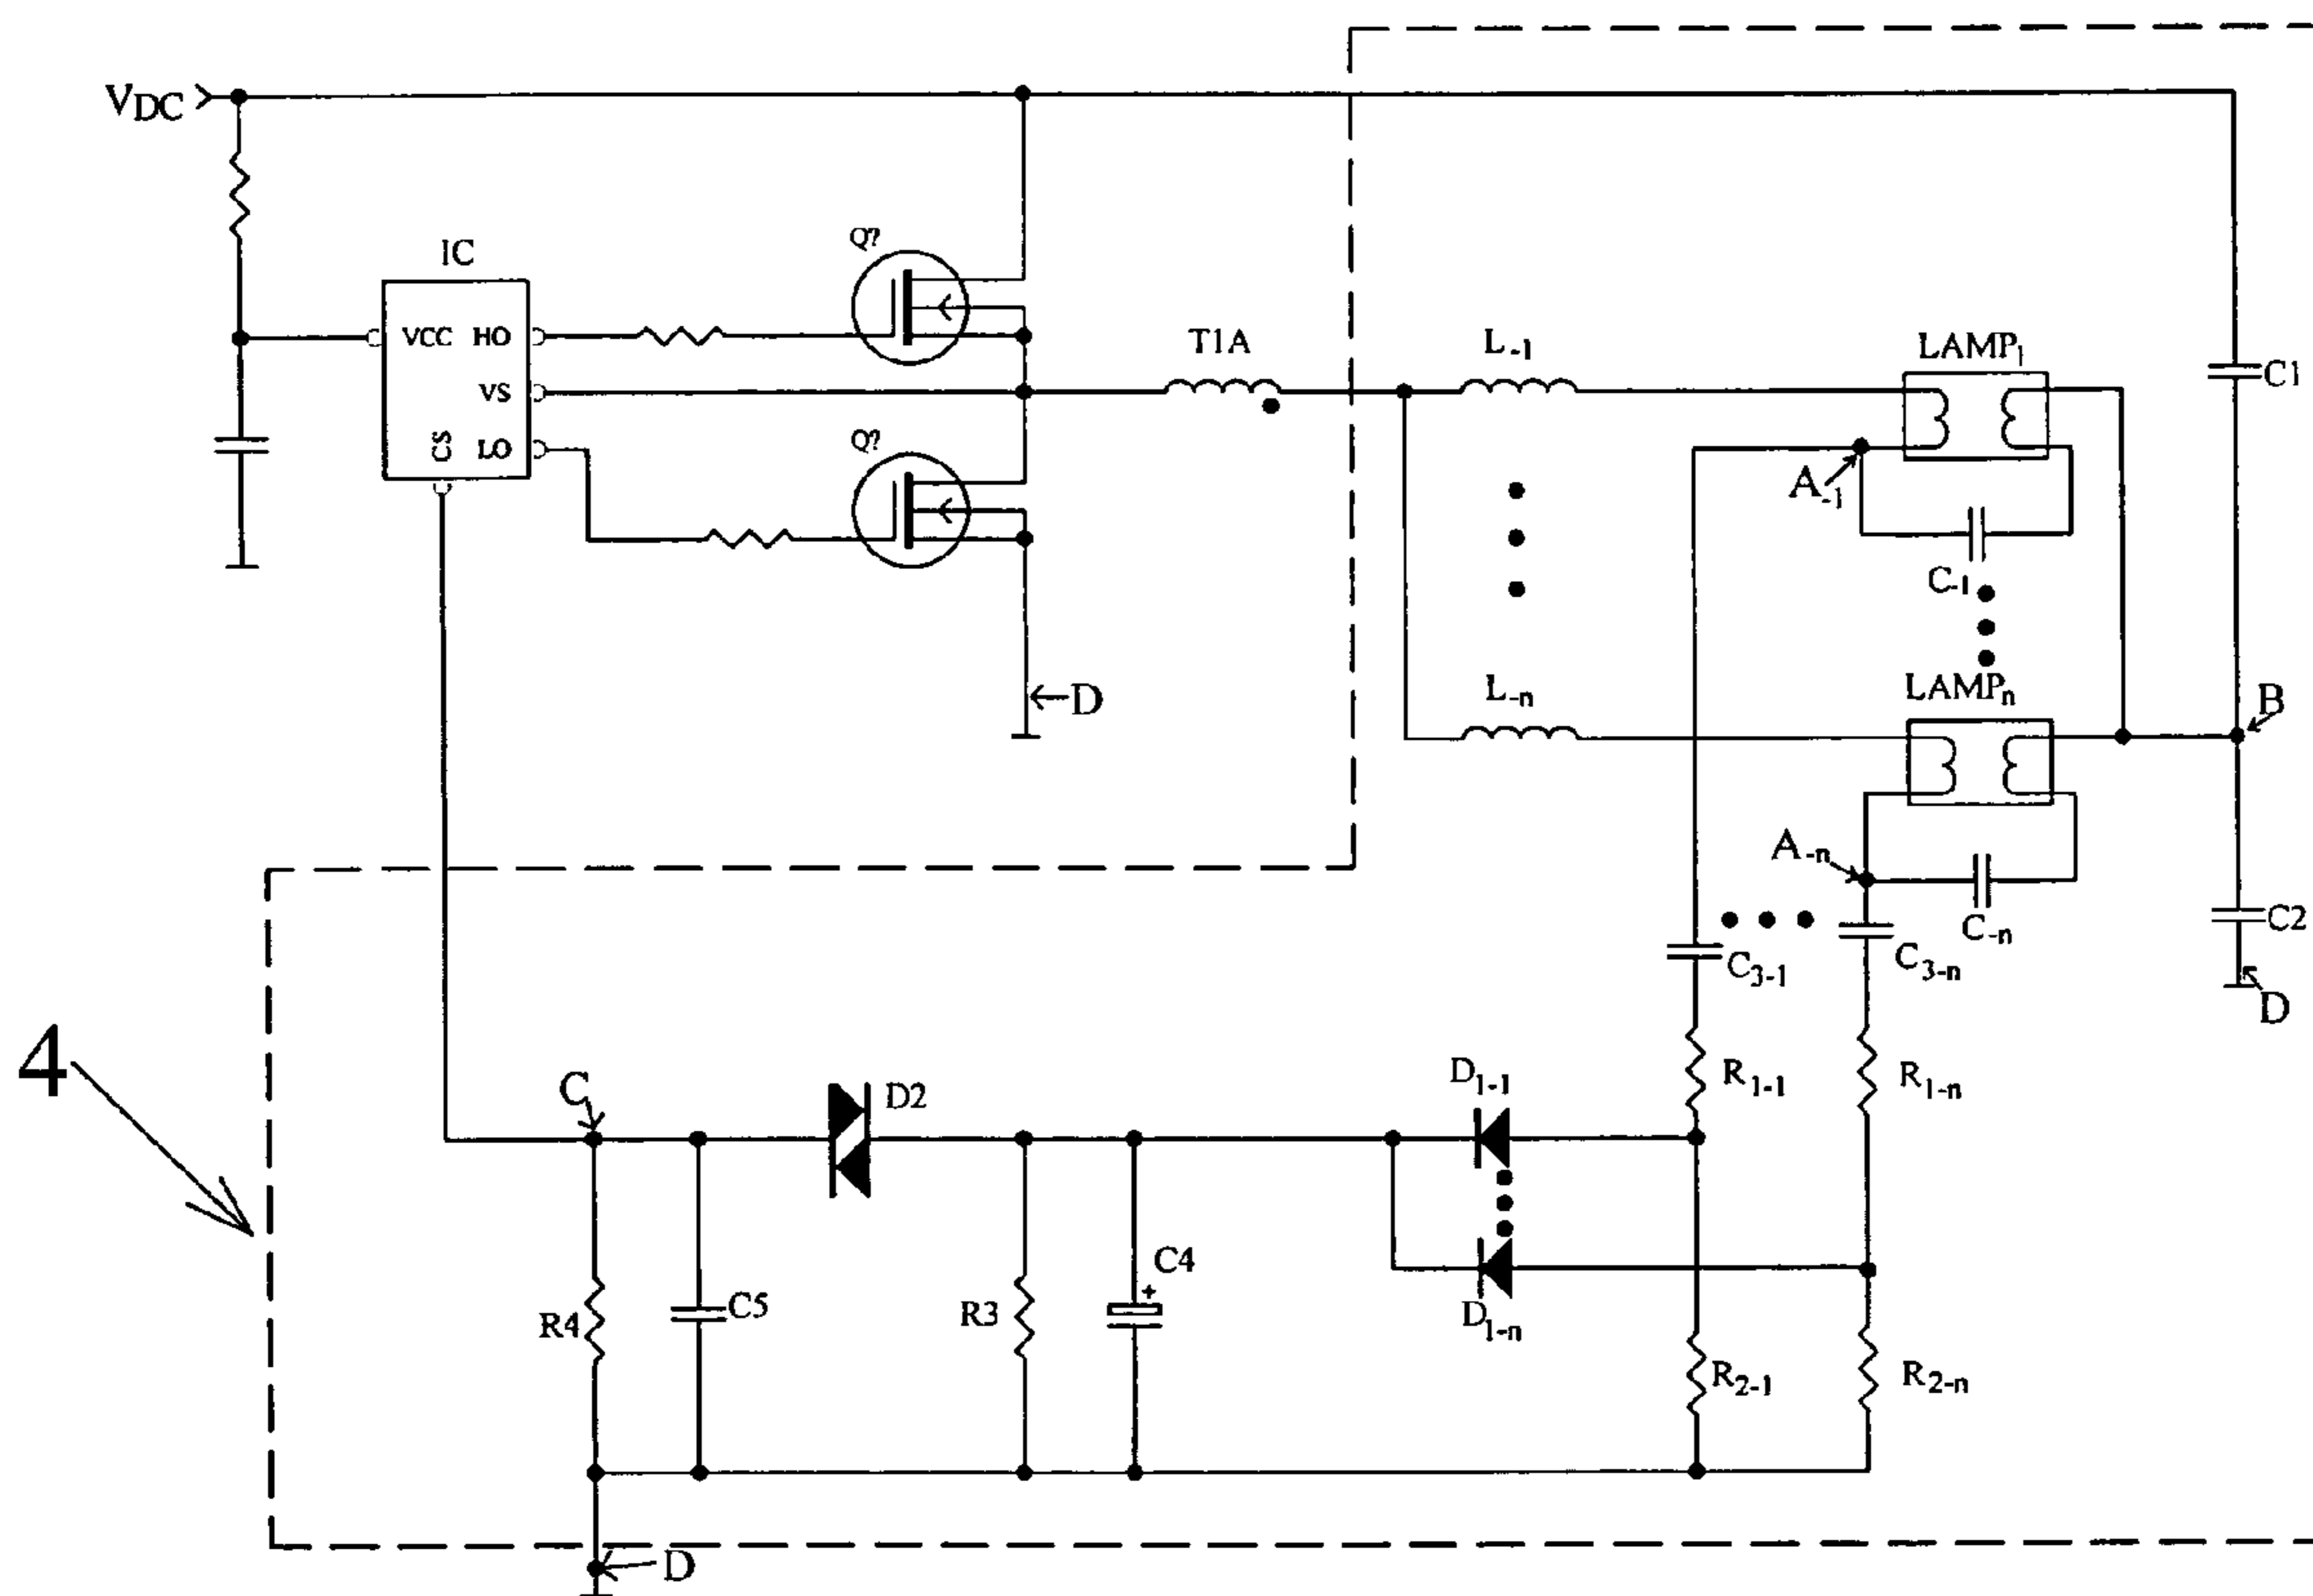 VDC
IC
VCC HO
VS
CS LO
Q?
Q?
T1A
L-1
LAMP1
C1
A-1
C-1
D
L-n
LAMPn
B
A-n
C-n
C2
C3-1
C3-n
D
4
C
D2
D1-1
R1-1
R1-n
C4
+
R4
C5
R3
D1-n
R2-1
R2-n
D